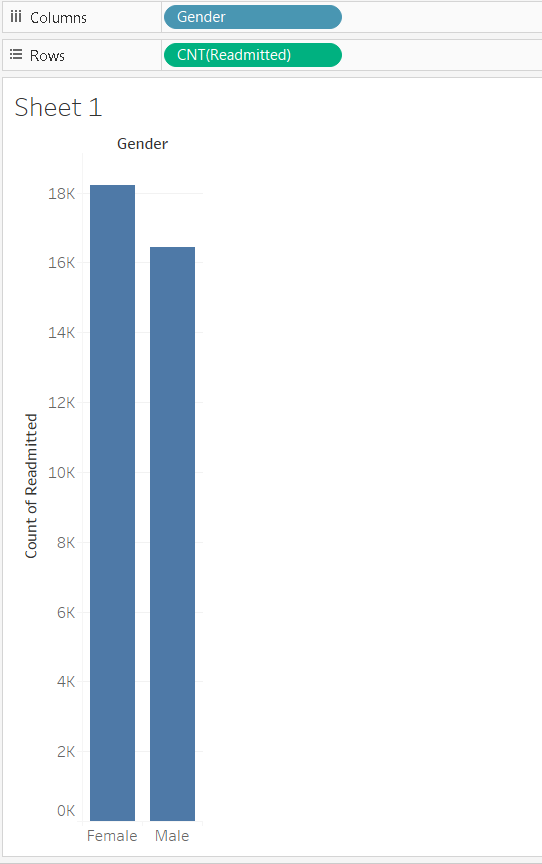 Columns
Gender
Rows
CNT(Readmitted)
Sheet 1
Gender
Count of Readmitted
18K
16K
14K
12K
10K
8K
6K
4K
2K
0K
Female Male